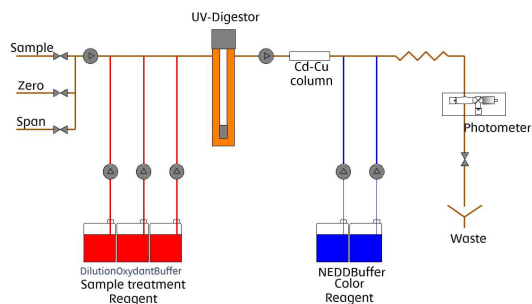 UV-Digestor
Sample
Zero
Span
Cd-Cu
column
Photometer
Waste
DilutionOxydantBuffer
Sample treatment
Reagent
NEDDBuffer
Color
Reagent